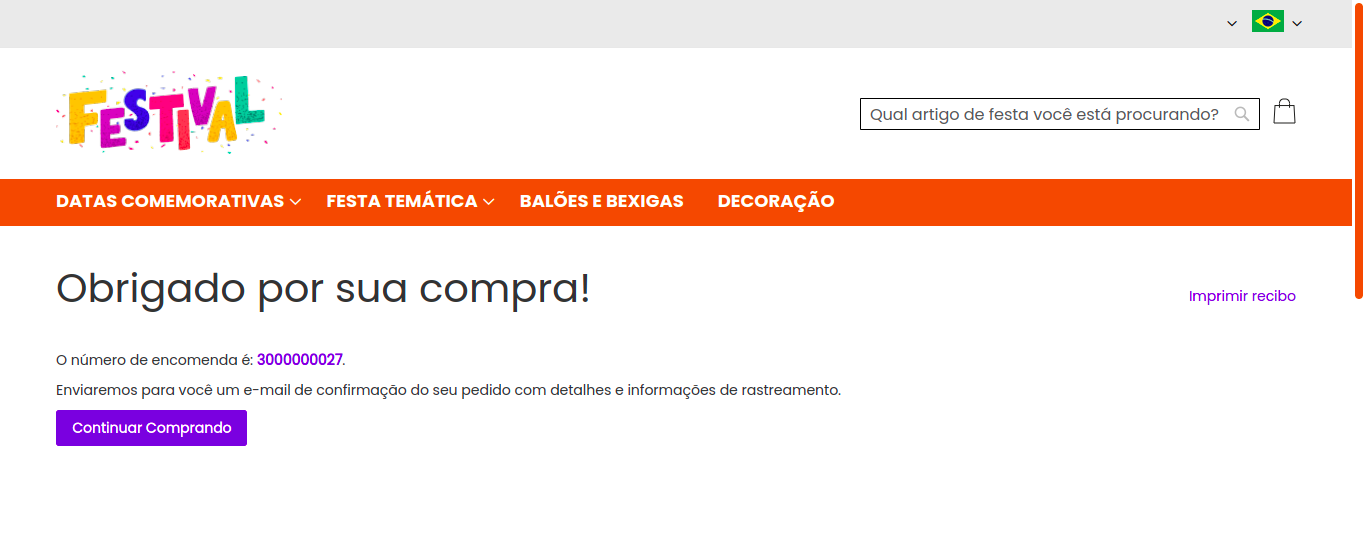 FESTIVAL
Qual artigo de festa você está procurando?
DATAS COMEMORATIVAS FESTA TEMÁTICA BALÕES E BEXIGAS DECORAÇÃO
Obrigado por sua compra!
Imprimir recibo
O número de encomenda é: 3000000027.
Enviaremos para você um e-mail de confirmação do seu pedido com detalhes e informações de rastreamento.
Continuar Comprando